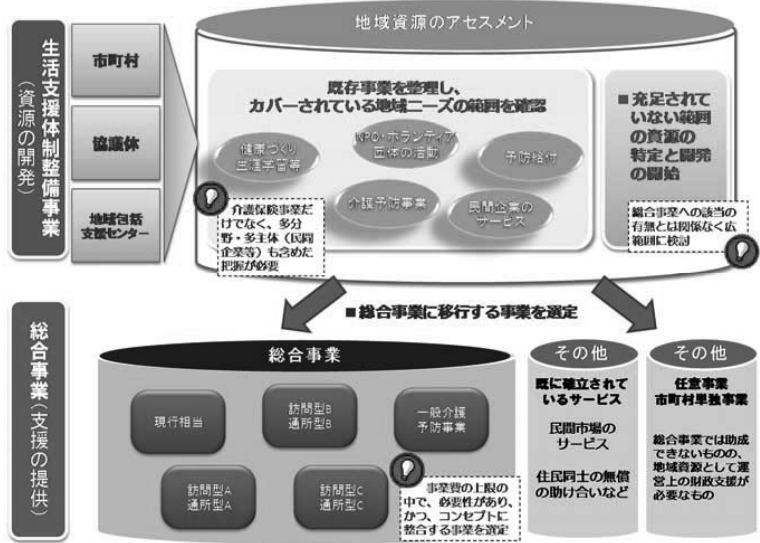 地域資源のアセスメント
生活支援体制整備事業
(資源の開発)
市町村
協議体
地域包括
支援センター
既存事業を整理し、
カバーされている地域ニーズの範囲を確認
健康づくり
生涯学習等
NPO・ボランティア
団体の活動
予防給付
介護予防事業
民間企業の
サービス
介護保険事業だ
けでなく、多分
野・多主体(民間
企業等)も含めた
把握が必要
■充足されて
いない範囲
の資源の
特定と開発
の開始
総合事業への該当の
有無とは関係なく広
範囲に検討
■総合事業に移行する事業を選定
総合事業(支援の提供)
総合事業
現行相当
訪問型B
通所型B
一般介護
予防事業
訪問型A
通所型A
訪問型C
通所型C
事業費の上限の
中で、必要性があり、
かつ、コンセプトに
整合する事業を選定
その他
既に確立されて
いるサービス
民間市場の
サービス
住民同士の無償
の助け合いなど
その他
任意事業
市町村単独事業
総合事業では助成
できないものの、
地域資源として運
営上の財政支援が
必要なもの